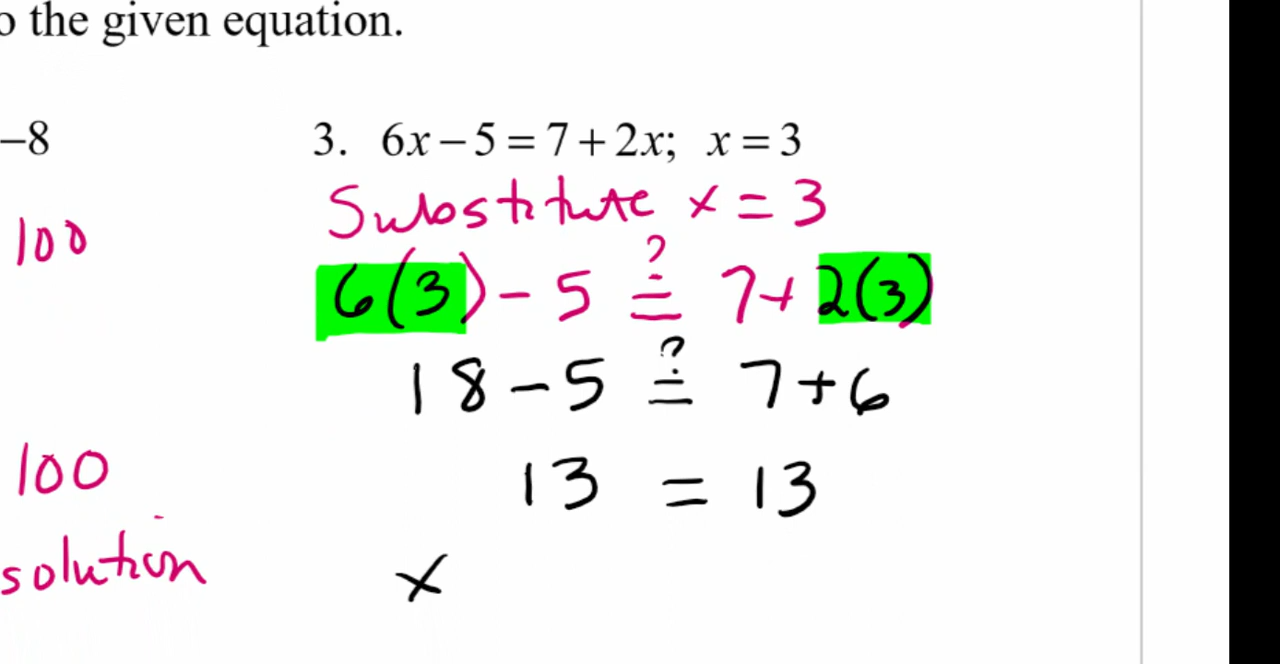 o the given equation.
–8
3. 6x – 5 = 7 + 2x; x = 3
Substitute x = 3
100
6(3) - 5 ≟ 7 + 2(3)
18 - 5 ≟ 7 + 6
100
13 = 13
solution
x